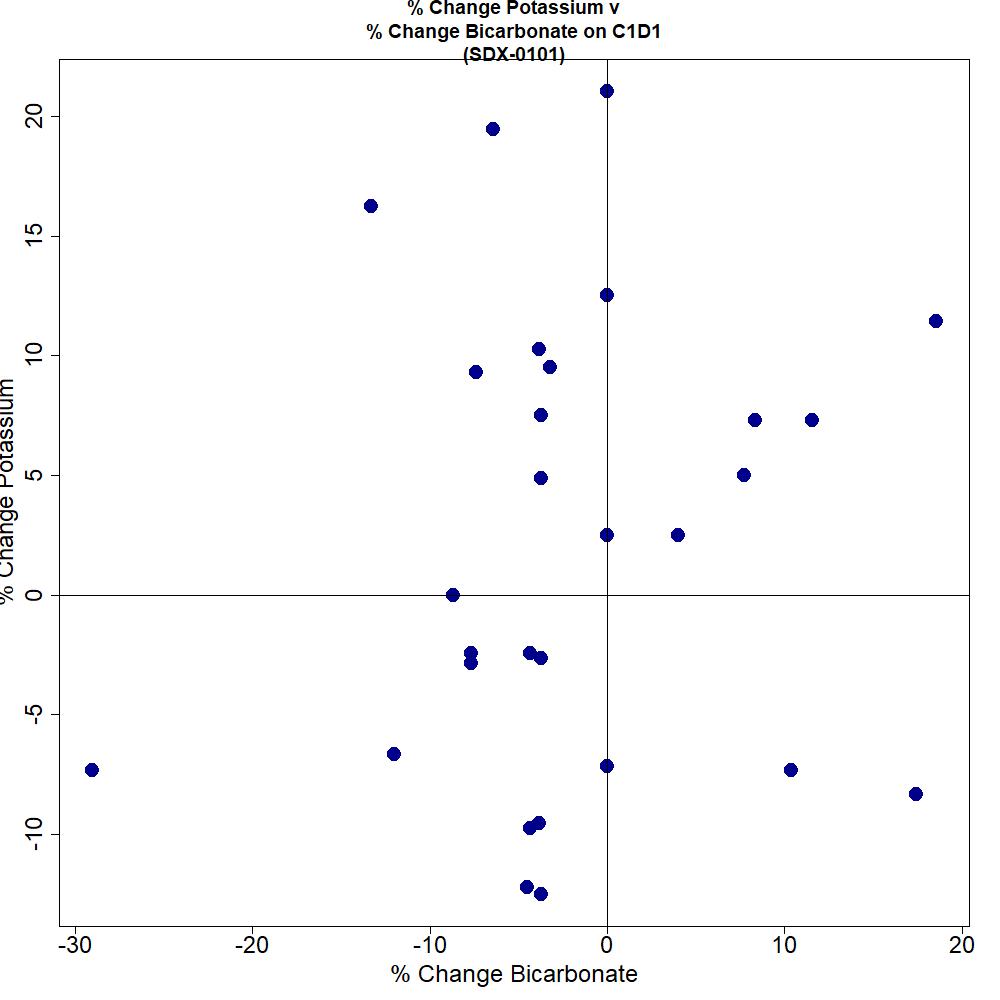 % Change Potassium v
% Change Bicarbonate on C1D1
(SDX-0101)
% Change Potassium
20
15
10
5
0
-5
-10
-30
-20
-10
0
10
20
% Change Bicarbonate